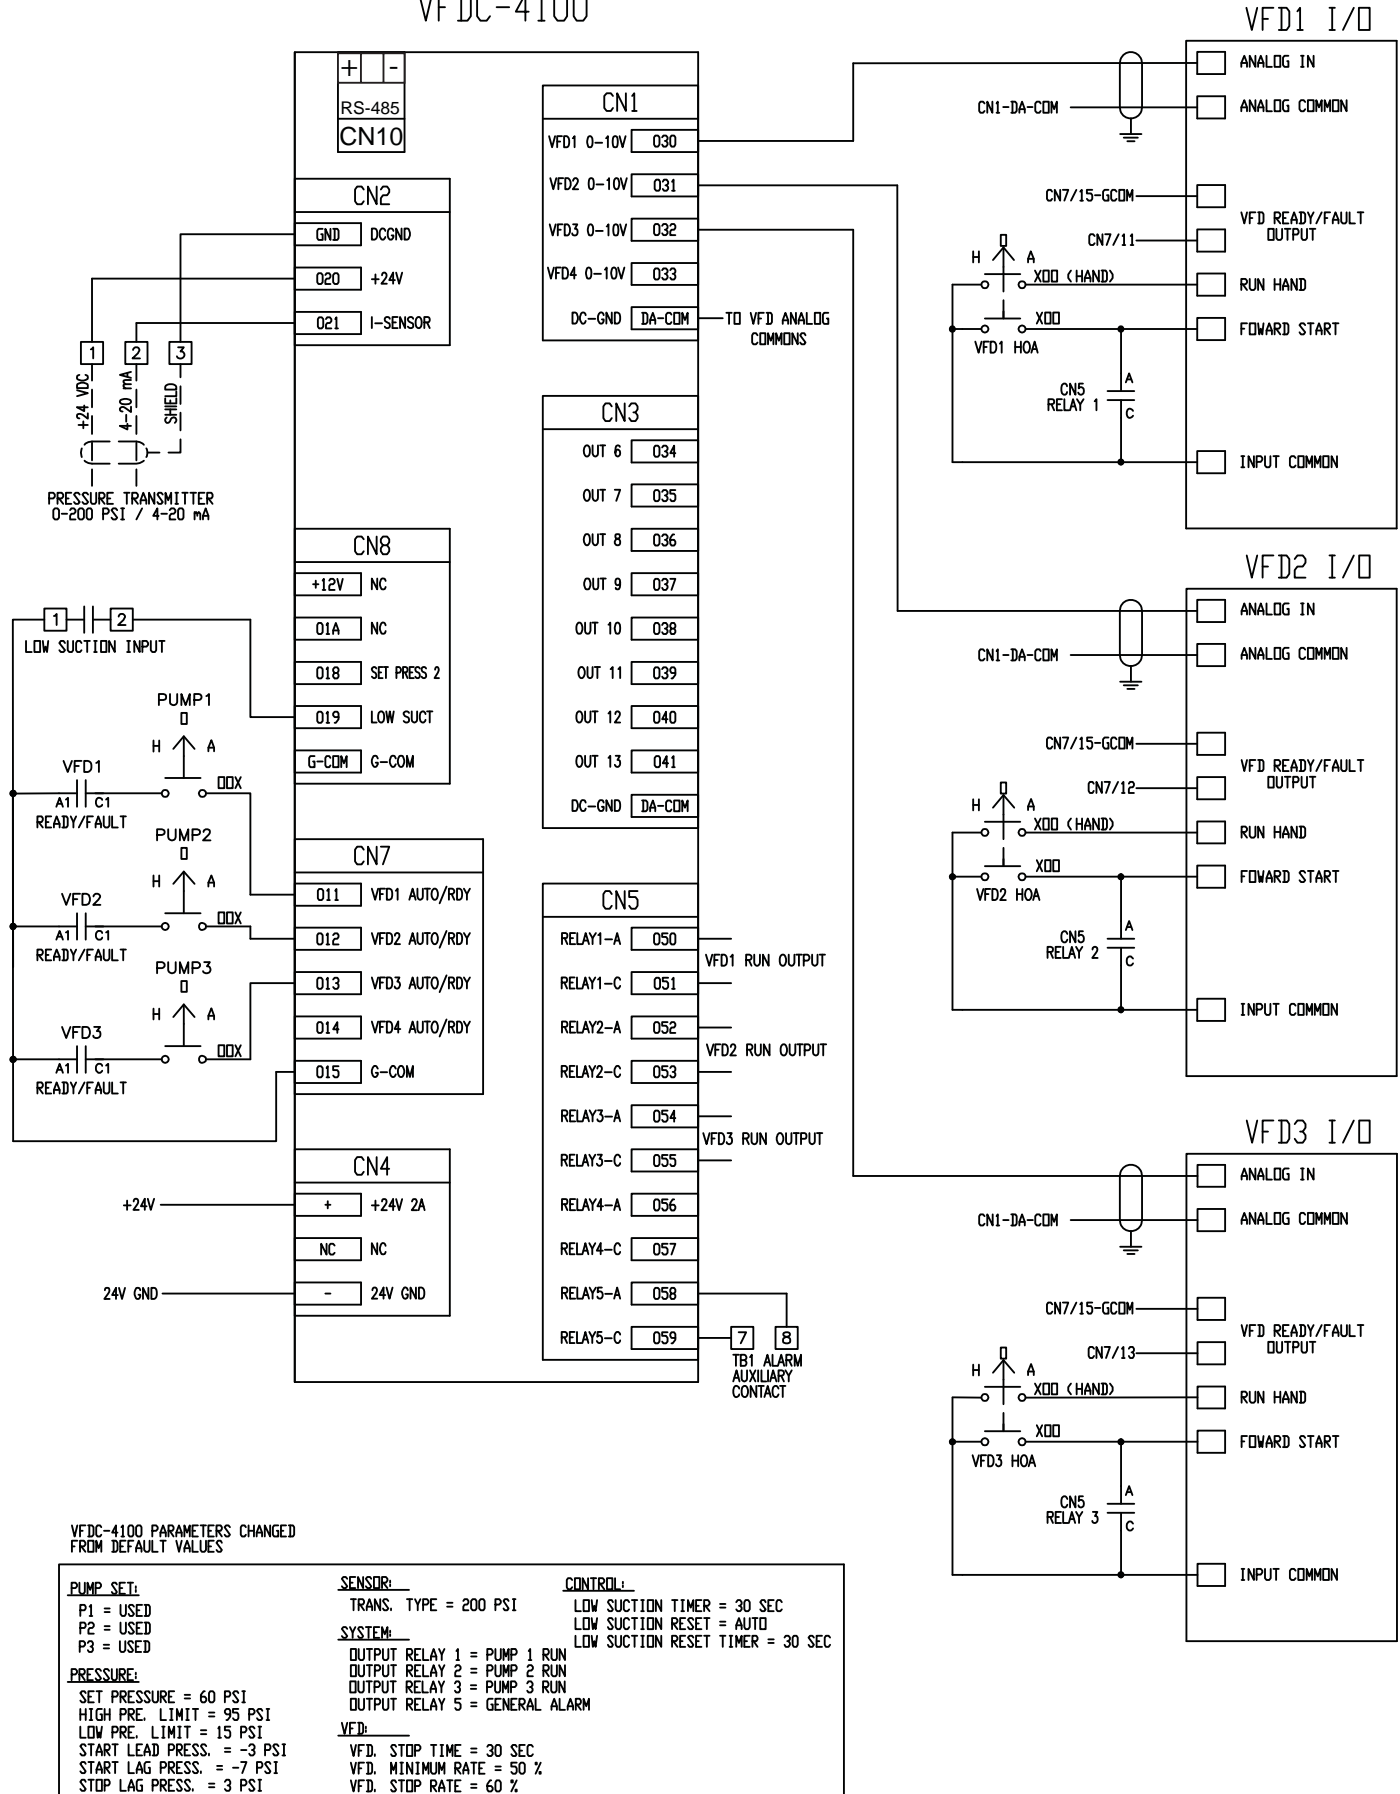 VFDC-4100
+ -
RS-485
CN10
CN2
GND DCGND
020 +24V
021 I-SENSOR
1 2 3
+24 VDC
4-20 mA
SHIELD
PRESSURE TRANSMITTER
0-200 PSI / 4-20 mA
CN8
+12V NC
01A NC
018 SET PRESS 2
019 LOW SUCT
G-COM G-COM
1 2
LOW SUCTION INPUT
PUMP1
H A
VFD1
OOX
A1 C1
READY/FAULT
PUMP2
H A
VFD2
OOX
A1 C1
READY/FAULT
PUMP3
H A
VFD3
OOX
A1 C1
READY/FAULT
CN7
011 VFD1 AUTO/RDY
012 VFD2 AUTO/RDY
013 VFD3 AUTO/RDY
014 VFD4 AUTO/RDY
015 G-COM
CN4
+24V + +24V 2A
NC NC
24V GND - 24V GND
CN1
VFD1 0-10V 030
VFD2 0-10V 031
VFD3 0-10V 032
VFD4 0-10V 033
DC-GND DA-COM TO VFD ANALOG
COMMONS
CN3
OUT 6 034
OUT 7 035
OUT 8 036
OUT 9 037
OUT 10 038
OUT 11 039
OUT 12 040
OUT 13 041
DC-GND DA-COM
CN5
RELAY1-A 050
VFD1 RUN OUTPUT
RELAY1-C 051
RELAY2-A 052
VFD2 RUN OUTPUT
RELAY2-C 053
RELAY3-A 054
VFD3 RUN OUTPUT
RELAY3-C 055
RELAY4-A 056
RELAY4-C 057
RELAY5-A 058
RELAY5-C 059
7 8
TB1 ALARM
AUXILIARY
CONTACT
VFD1 I/O
ANALOG IN
CN1-DA-COM ANALOG COMMON
CN7/15-GCOM
VFD READY/FAULT
OUTPUT
CN7/11
H A
XOO (HAND) RUN HAND
XOO FOWARD START
VFD1 HOA
CN5
RELAY 1
A
C
INPUT COMMON
VFD2 I/O
ANALOG IN
CN1-DA-COM ANALOG COMMON
CN7/15-GCOM
VFD READY/FAULT
OUTPUT
CN7/12
H A
XOO (HAND) RUN HAND
XOO FOWARD START
VFD2 HOA
CN5
RELAY 2
A
C
INPUT COMMON
VFD3 I/O
ANALOG IN
CN1-DA-COM ANALOG COMMON
CN7/15-GCOM
VFD READY/FAULT
OUTPUT
CN7/13
H A
XOO (HAND) RUN HAND
XOO FOWARD START
VFD3 HOA
CN5
RELAY 3
A
C
INPUT COMMON
VFDC-4100 PARAMETERS CHANGED
FROM DEFAULT VALUES
PUMP SET:
P1 = USED
P2 = USED
P3 = USED
PRESSURE:
SET PRESSURE = 60 PSI
HIGH PRE. LIMIT = 95 PSI
LOW PRE. LIMIT = 15 PSI
START LEAD PRESS. = -3 PSI
START LAG PRESS. = -7 PSI
STOP LAG PRESS. = 3 PSI
SENSOR:
TRANS. TYPE = 200 PSI
SYSTEM:
OUTPUT RELAY 1 = PUMP 1 RUN
OUTPUT RELAY 2 = PUMP 2 RUN
OUTPUT RELAY 3 = PUMP 3 RUN
OUTPUT RELAY 5 = GENERAL ALARM
VFD:
VFD. STOP TIME = 30 SEC
VFD. MINIMUM RATE = 50 %
VFD. STOP RATE = 60 %
CONTROL:
LOW SUCTION TIMER = 30 SEC
LOW SUCTION RESET = AUTO
LOW SUCTION RESET TIMER = 30 SEC